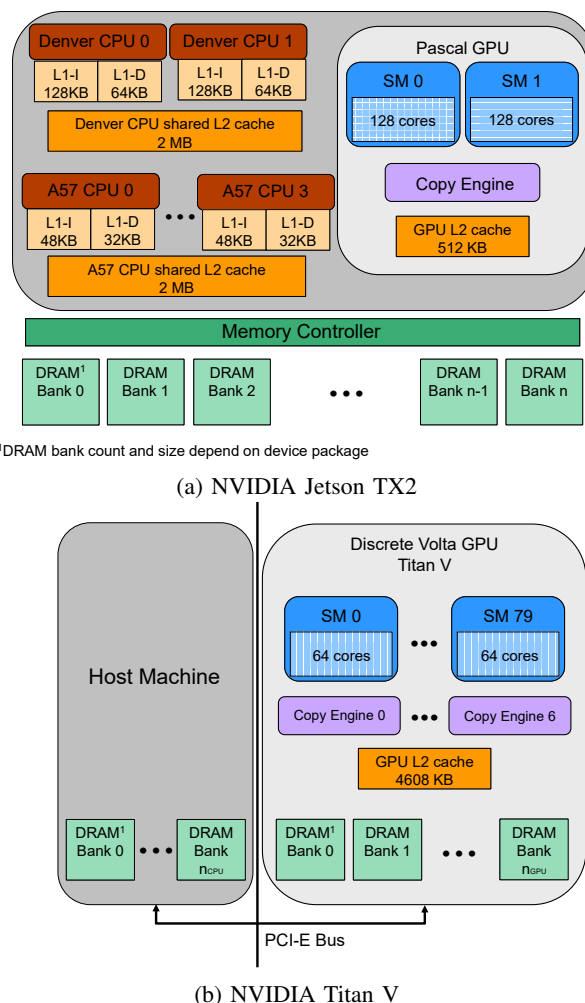 Denver CPU 0
Denver CPU 1
L1-I
128KB
L1-D
64KB
L1-I
128KB
L1-D
64KB
Denver CPU shared L2 cache
2 MB
A57 CPU 0
A57 CPU 3
L1-I
48KB
L1-D
32KB
L1-I
48KB
L1-D
32KB
A57 CPU shared L2 cache
2 MB
Pascal GPU
SM 0
SM 1
128 cores
128 cores
Copy Engine
GPU L2 cache
512 KB
Memory Controller
DRAM¹
Bank 0
DRAM
Bank 1
DRAM
Bank 2
DRAM
Bank n-1
DRAM
Bank n
¹DRAM bank count and size depend on device package
(a) NVIDIA Jetson TX2
Host Machine
DRAM¹
Bank 0
DRAM
Bank
nCPU
Discrete Volta GPU
Titan V
SM 0
SM 79
64 cores
64 cores
Copy Engine 0
Copy Engine 6
GPU L2 cache
4608 KB
DRAM¹
Bank 0
DRAM
Bank 1
DRAM
Bank
nGPU
PCI-E Bus
(b) NVIDIA Titan V